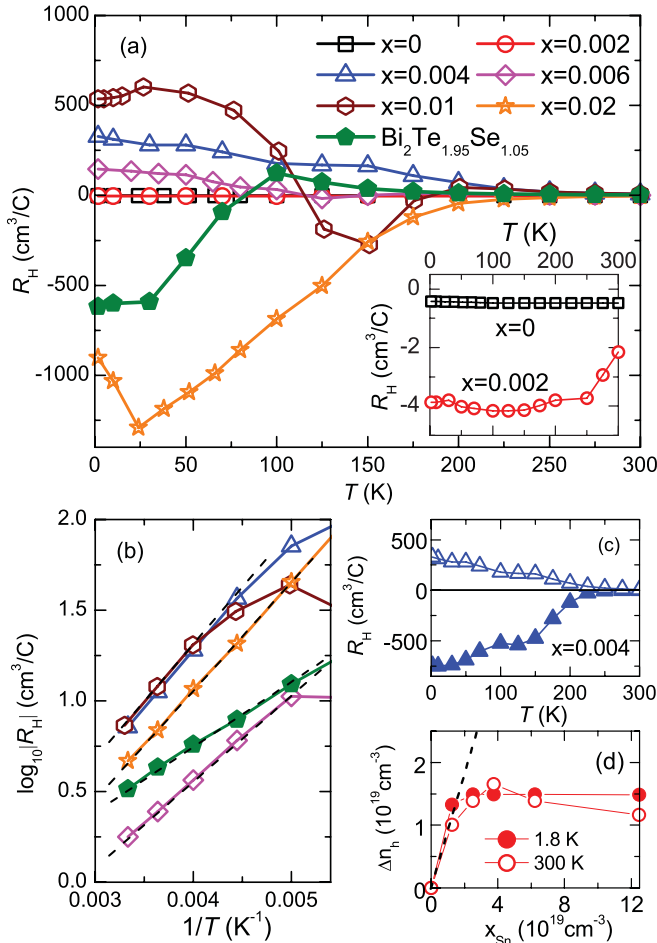 (a)
x=0
x=0.002
x=0.004
x=0.006
x=0.01
x=0.02
Bi2Te1.95Se1.05
1000
500
0
-500
-1000
RH (cm3/C)
0 50 100 150 200 250 300
T (K)
T (K)
0 100 200 300
0
-2
-4
RH (cm3/C)
x=0
x=0.002
(b)
2.0
1.5
1.0
0.5
0.0
log10|RH| (cm3/C)
0.003 0.004 0.005
1/T (K-1)
(c)
500
0
-500
RH (cm3/C)
x=0.004
0 100 200 300
T (K)
(d)
2
1
0
Δnh (1019cm-3)
1.8 K
300 K
0 4 8 12
xSn (1019cm-3)